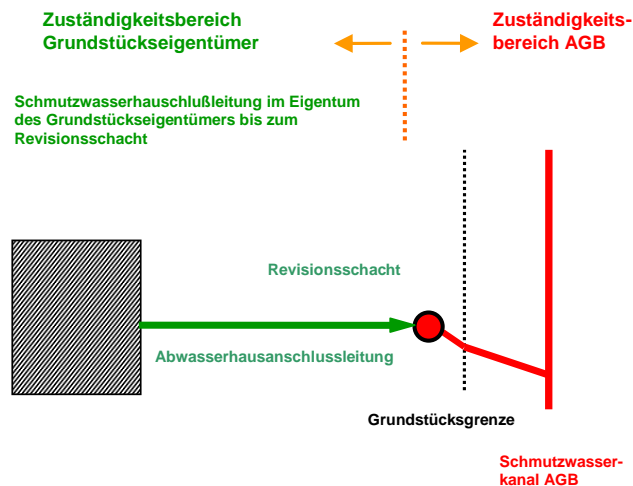 Zuständigkeitsbereich
Grundstückseigentümer
Zuständigkeits-
bereich AGB
Schmutzwasserhauschlußleitung im Eigentum
des Grundstückseigentümers bis zum
Revisionsschacht
Revisionsschacht
Abwasserhausanschlussleitung
Grundstücksgrenze
Schmutzwasser-
kanal AGB